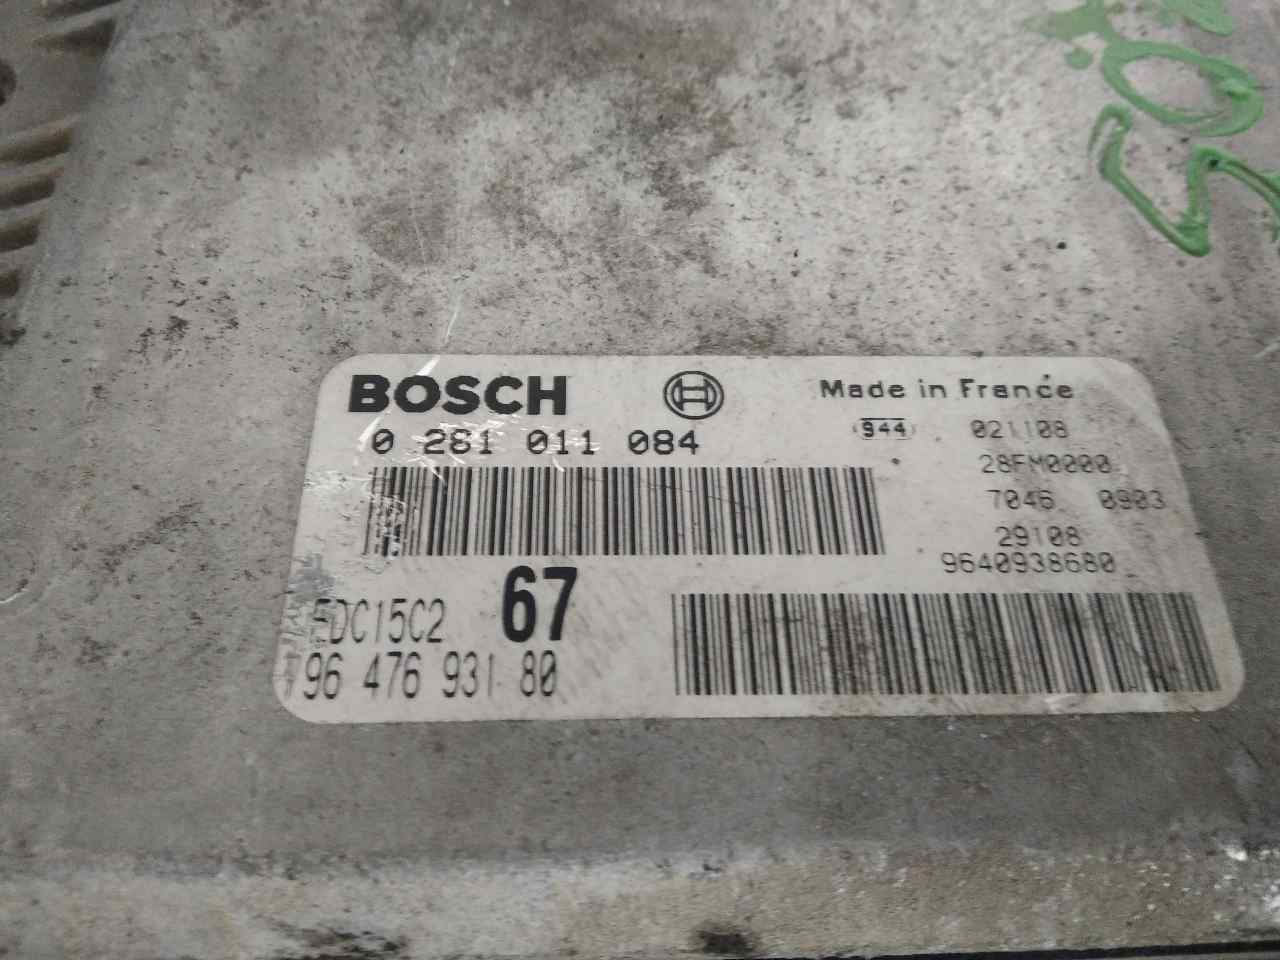 BOSCH
Made in France
0 281 011 084
944
021108
28FM0000
7046 0903
29108
9640938680
EDC15C2
67
96 476 931 80